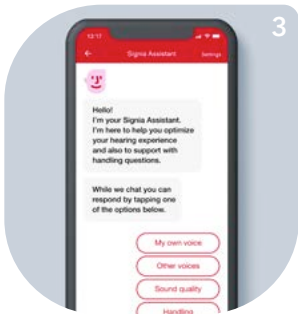 3
12:17
Signia Assistant
Settings
Hello!
I'm your Signia Assistant.
I'm here to help you optimize
your hearing experience
and also to support with
handling questions.
While we chat you can
respond by tapping one
of the options below.
My own voice
Other voices
Sound quality
Handling